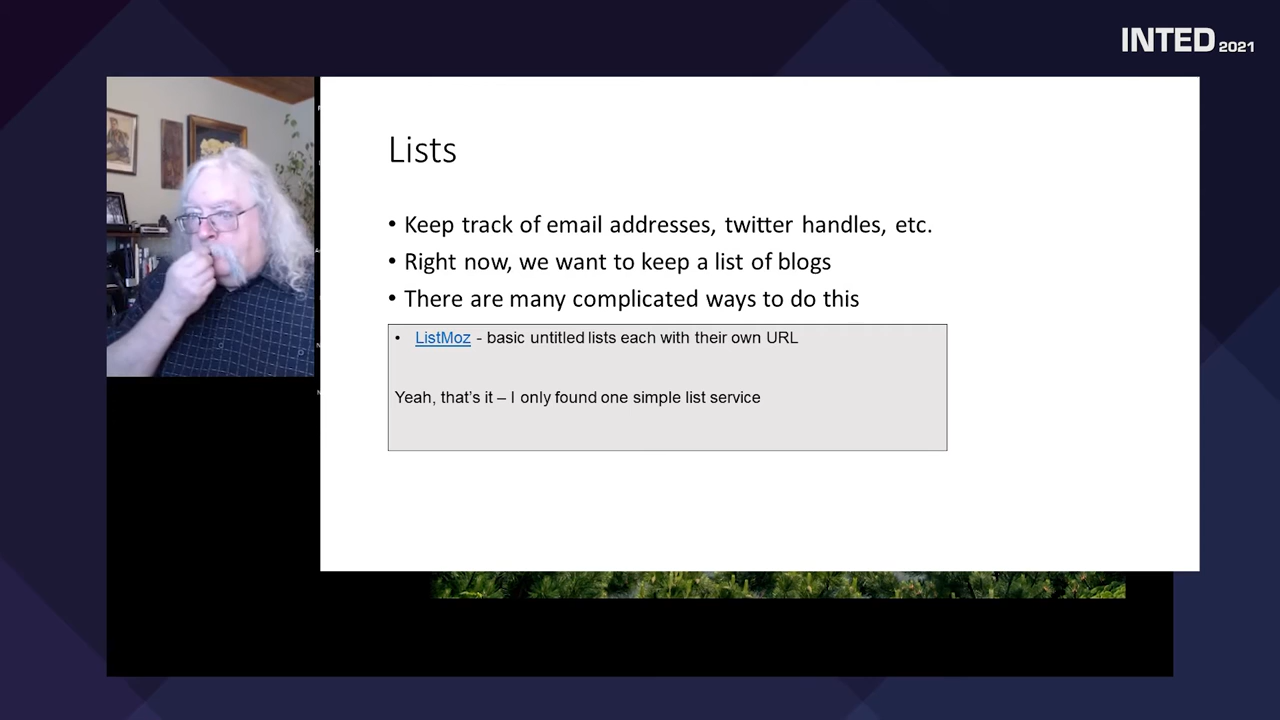 INTED 2021
Lists
• Keep track of email addresses, twitter handles, etc.
• Right now, we want to keep a list of blogs
• There are many complicated ways to do this
• ListMoz - basic untitled lists each with their own URL
Yeah, that’s it – I only found one simple list service